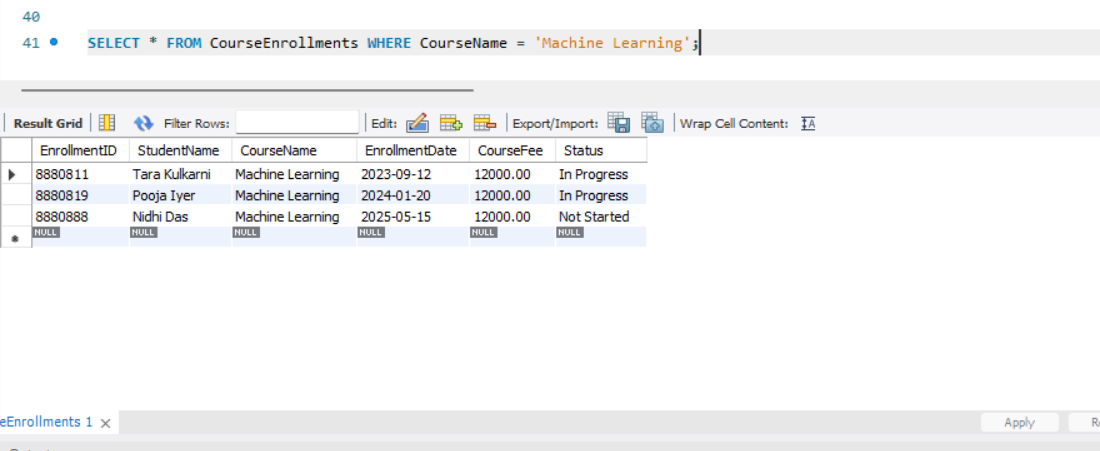 40
41 SELECT * FROM CourseEnrollments WHERE CourseName = 'Machine Learning';
Result Grid Filter Rows: Edit: Export/Import: Wrap Cell Content: IA
EnrollmentID StudentName CourseName EnrollmentDate CourseFee Status
8880811 Tara Kulkarni Machine Learning 2023-09-12 12000.00 In Progress
8880819 Pooja Iyer Machine Learning 2024-01-20 12000.00 In Progress
8880888 Nidhi Das Machine Learning 2025-05-15 12000.00 Not Started
NULL NULL NULL NULL NULL NULL
eEnrollments 1 Apply